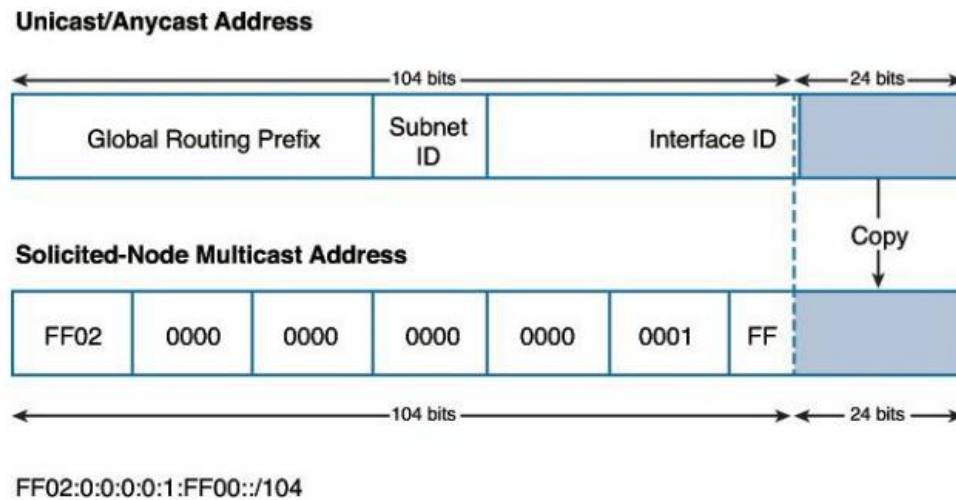 Unicast/Anycast Address
104 bits 24 bits
Global Routing Prefix Subnet ID Interface ID
Copy
Solicited-Node Multicast Address
FF02 0000 0000 0000 0000 0001 FF
104 bits 24 bits
FF02:0:0:0:0:1:FF00::/104